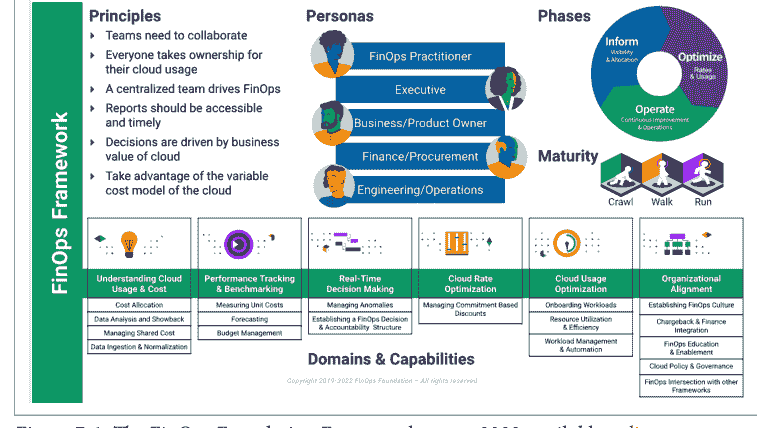 FinOps Framework
Principles
Teams need to collaborate
Everyone takes ownership for
their cloud usage
A centralized team drives FinOps
Reports should be accessible
and timely
Decisions are driven by business
value of cloud
Take advantage of the variable
cost model of the cloud
Personas
FinOps Practitioner
Executive
Business/Product Owner
Finance/Procurement
Engineering/Operations
Phases
Inform
Visibility
& Allocation
Optimize
Rates
& Usage
Operate
Continuous Improvement
& Operations
Maturity
Crawl Walk Run
Understanding Cloud
Usage & Cost
Cost Allocation
Data Analysis and Showback
Managing Shared Cost
Data Ingestion & Normalization
Performance Tracking
& Benchmarking
Measuring Unit Costs
Forecasting
Budget Management
Real-Time
Decision Making
Managing Anomalies
Establishing a FinOps Decision
& Accountability Structure
Cloud Rate
Optimization
Managing Commitment Based
Discounts
Cloud Usage
Optimization
Onboarding Workloads
Resource Utilization
& Efficiency
Workload Management
& Automation
Organizational
Alignment
Establishing FinOps Culture
Chargeback & Finance
Integration
FinOps Education
& Enablement
Cloud Policy & Governance
FinOps Intersection with other
Frameworks
Domains & Capabilities
Copyright 2019-2022 FinOps Foundation – All rights reserved